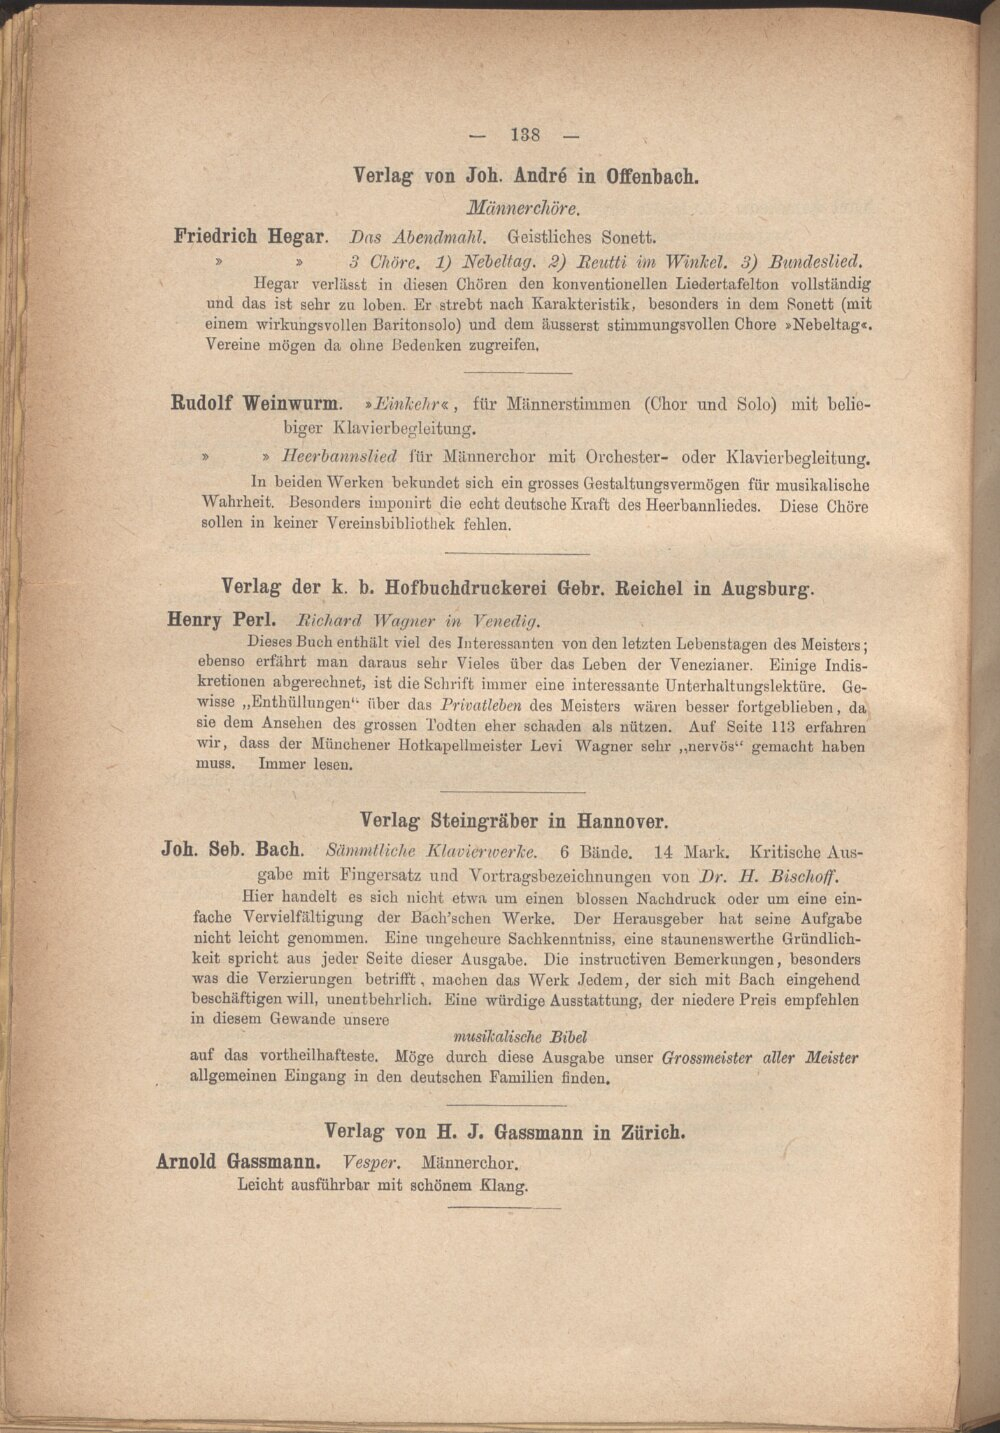 — 138 —
Verlag von Joh. André in Offenbach.
Männerchöre.
Friedrich Hegar. Das Abendmahl. Geistliches Sonett.
» » 3 Chöre. 1) Nebeltag. 2) Reutti im Winkel. 3) Bundeslied.
Hegar verlässt in diesen Chören den konventionellen Liedertafelton vollständig
und das ist sehr zu loben. Er strebt nach Karakteristik, besonders in dem Sonett (mit
einem wirkungsvollen Baritonsolo) und dem äusserst stimmungsvollen Chore »Nebeltag«.
Vereine mögen da ohne Bedenken zugreifen.
Rudolf Weinwurm. »Einkehr«, für Männerstimmen (Chor und Solo) mit belie-
biger Klavierbegleitung.
» » Heerbannslied für Männerchor mit Orchester- oder Klavierbegleitung.
In beiden Werken bekundet sich ein grosses Gestaltungsvermögen für musikalische
Wahrheit. Besonders imponirt die echt deutsche Kraft des Heerbannliedes. Diese Chöre
sollen in keiner Vereinsbibliothek fehlen.
Verlag der k. b. Hofbuchdruckerei Gebr. Reichel in Augsburg.
Henry Perl. Richard Wagner in Venedig.
Dieses Buch enthält viel des Interessanten von den letzten Lebenstagen des Meisters;
ebenso erfährt man daraus sehr Vieles über das Leben der Venezianer. Einige Indis-
kretionen abgerechnet, ist die Schrift immer eine interessante Unterhaltungslektüre. Ge-
wisse „Enthüllungen“ über das Privatleben des Meisters wären besser fortgeblieben, da
sie dem Ansehen des grossen Todten eher schaden als nützen. Auf Seite 113 erfahren
wir, dass der Münchener Hofkapellmeister Levi Wagner sehr „nervös“ gemacht haben
muss. Immer lesen.
Verlag Steingräber in Hannover.
Joh. Seb. Bach. Sämmtliche Klavierwerke. 6 Bände. 14 Mark. Kritische Aus-
gabe mit Fingersatz und Vortragsbezeichnungen von Dr. H. Bischoff.
Hier handelt es sich nicht etwa um einen blossen Nachdruck oder um eine ein-
fache Vervielfältigung der Bach'schen Werke. Der Herausgeber hat seine Aufgabe
nicht leicht genommen. Eine ungeheure Sachkenntniss, eine staunenswerthe Gründlich-
keit spricht aus jeder Seite dieser Ausgabe. Die instructiven Bemerkungen, besonders
was die Verzierungen betrifft, machen das Werk Jedem, der sich mit Bach eingehend
beschäftigen will, unentbehrlich. Eine würdige Ausstattung, der niedere Preis empfehlen
in diesem Gewande unsere
musikalische Bibel
auf das vortheilhafteste. Möge durch diese Ausgabe unser Grossmeister aller Meister
allgemeinen Eingang in den deutschen Familien finden.
Verlag von H. J. Gassmann in Zürich.
Arnold Gassmann. Vesper. Männerchor.
Leicht ausführbar mit schönem Klang.